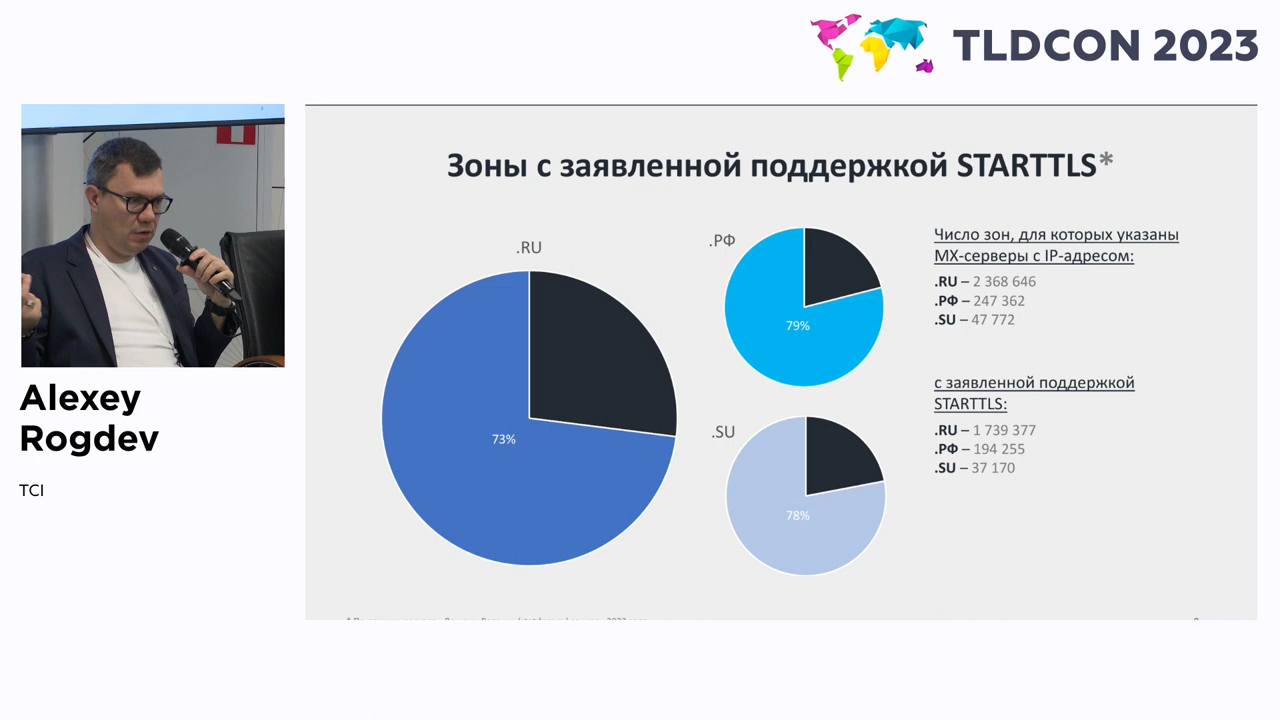 TLDCON 2023
Зоны с заявленной поддержкой STARTTLS*
.RU
73%
.РФ
79%
.SU
78%
Число зон, для которых указаны
MX-серверы с IP-адресом:
.RU – 2 368 646
.РФ – 247 362
.SU – 47 772
с заявленной поддержкой
STARTTLS:
.RU – 1 739 377
.РФ – 194 255
.SU – 37 170
Alexey
Rogdev
TCI